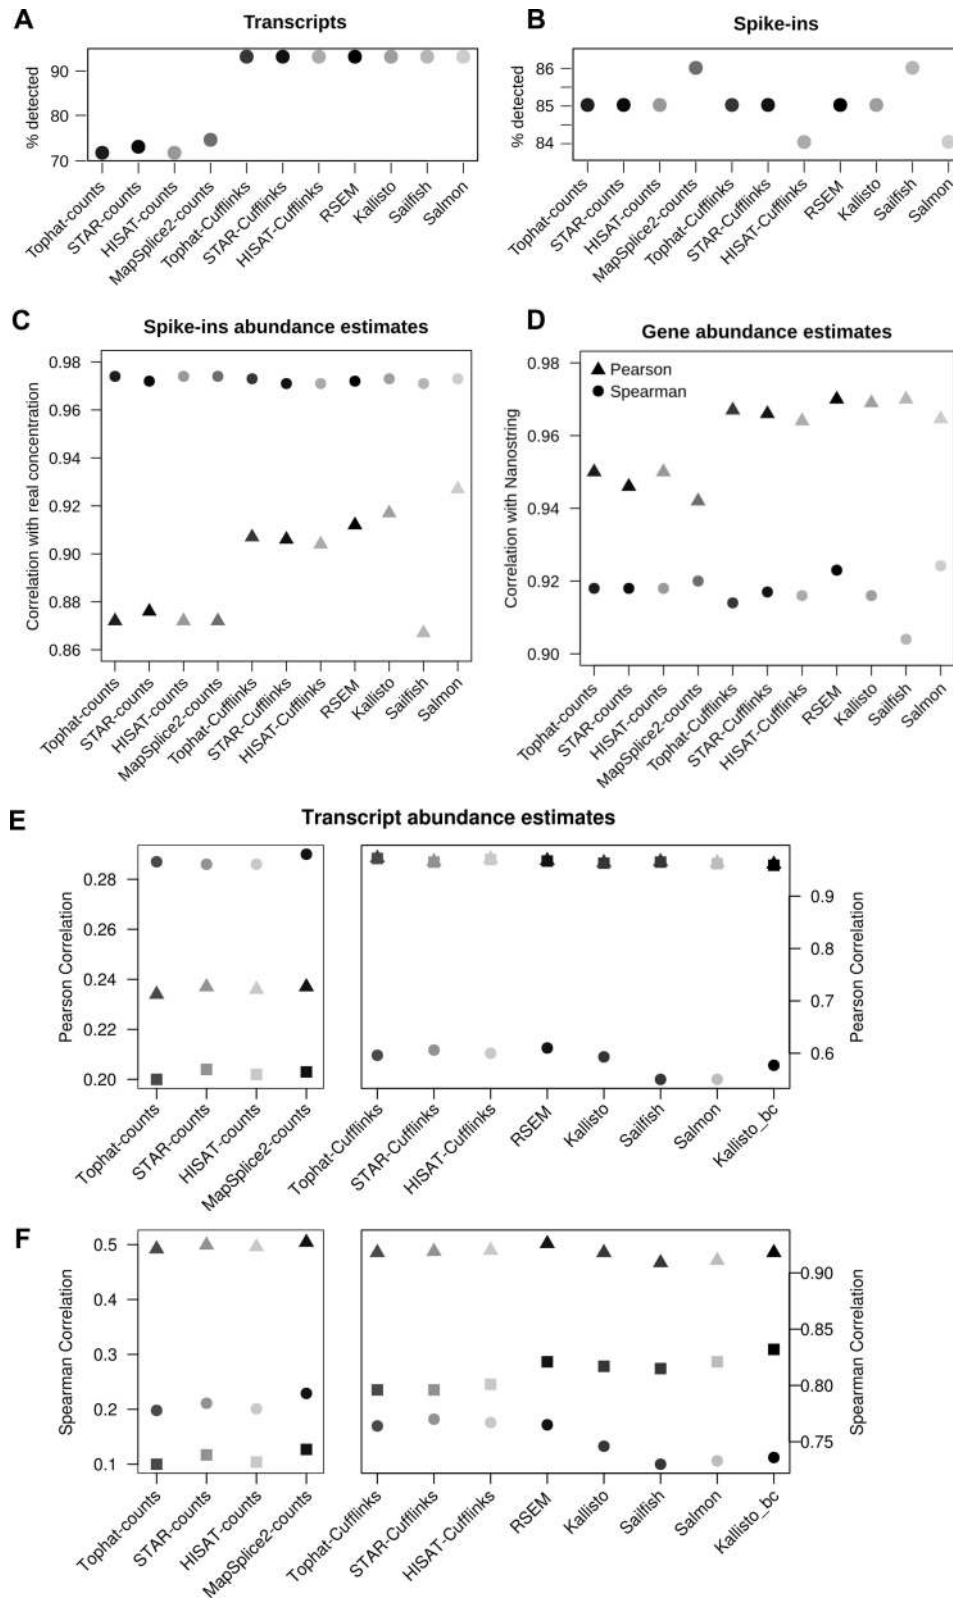 A
Transcripts
% detected
90
80
70
Tophat-counts
STAR-counts
HISAT-counts
MapSplice2-counts
Tophat-Cufflinks
STAR-Cufflinks
HISAT-Cufflinks
RSEM
Kallisto
Sailfish
Salmon
B
Spike-ins
% detected
86
85
84
Tophat-counts
STAR-counts
HISAT-counts
MapSplice2-counts
Tophat-Cufflinks
STAR-Cufflinks
HISAT-Cufflinks
RSEM
Kallisto
Sailfish
Salmon
C
Spike-ins abundance estimates
Correlation with real concentration
0.98
0.96
0.94
0.92
0.90
0.88
0.86
Tophat-counts
STAR-counts
HISAT-counts
MapSplice2-counts
Tophat-Cufflinks
STAR-Cufflinks
HISAT-Cufflinks
RSEM
Kallisto
Sailfish
Salmon
D
Gene abundance estimates
Pearson
Spearman
Correlation with Nanostring
0.98
0.96
0.94
0.92
0.90
Tophat-counts
STAR-counts
HISAT-counts
MapSplice2-counts
Tophat-Cufflinks
STAR-Cufflinks
HISAT-Cufflinks
RSEM
Kallisto
Sailfish
Salmon
E
Transcript abundance estimates
Pearson Correlation
0.28
0.26
0.24
0.22
0.20
Tophat-counts
STAR-counts
HISAT-counts
MapSplice2-counts
0.9
0.8
0.7
0.6
Pearson Correlation
Tophat-Cufflinks
STAR-Cufflinks
HISAT-Cufflinks
RSEM
Kallisto
Sailfish
Salmon
Kallisto_bc
F
Spearman Correlation
0.5
0.4
0.3
0.2
0.1
Tophat-counts
STAR-counts
HISAT-counts
MapSplice2-counts
0.90
0.85
0.80
0.75
Spearman Correlation
Tophat-Cufflinks
STAR-Cufflinks
HISAT-Cufflinks
RSEM
Kallisto
Sailfish
Salmon
Kallisto_bc